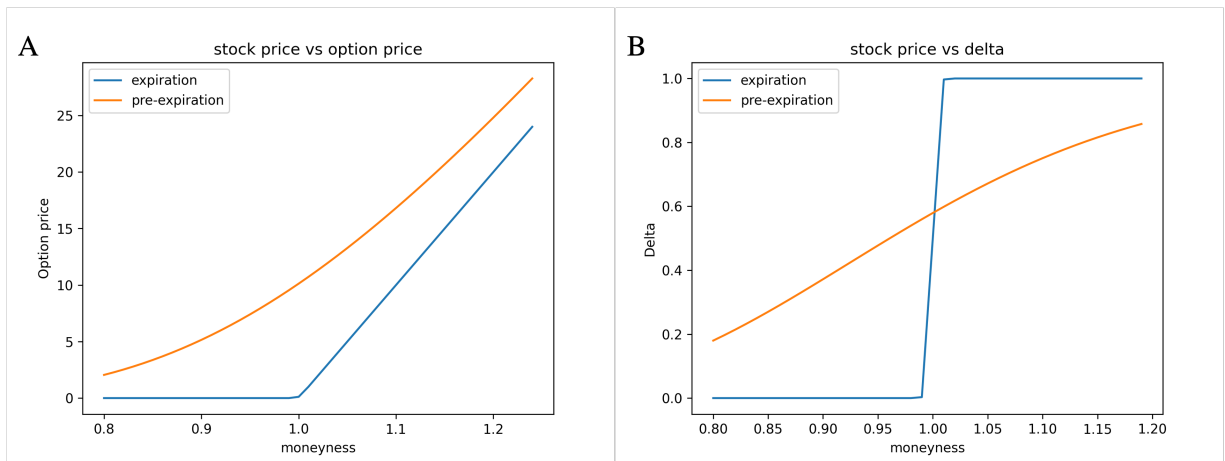 A
stock price vs option price
expiration
pre-expiration
Option price
25
20
15
10
5
0
0.8 0.9 1.0 1.1 1.2
moneyness
B
stock price vs delta
expiration
pre-expiration
Delta
1.0
0.8
0.6
0.4
0.2
0.0
0.80 0.85 0.90 0.95 1.00 1.05 1.10 1.15 1.20
moneyness